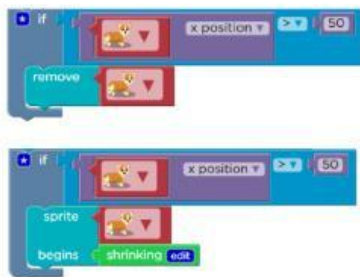 if x position > 50
remove
if x position > 50
sprite
begins shrinking edit